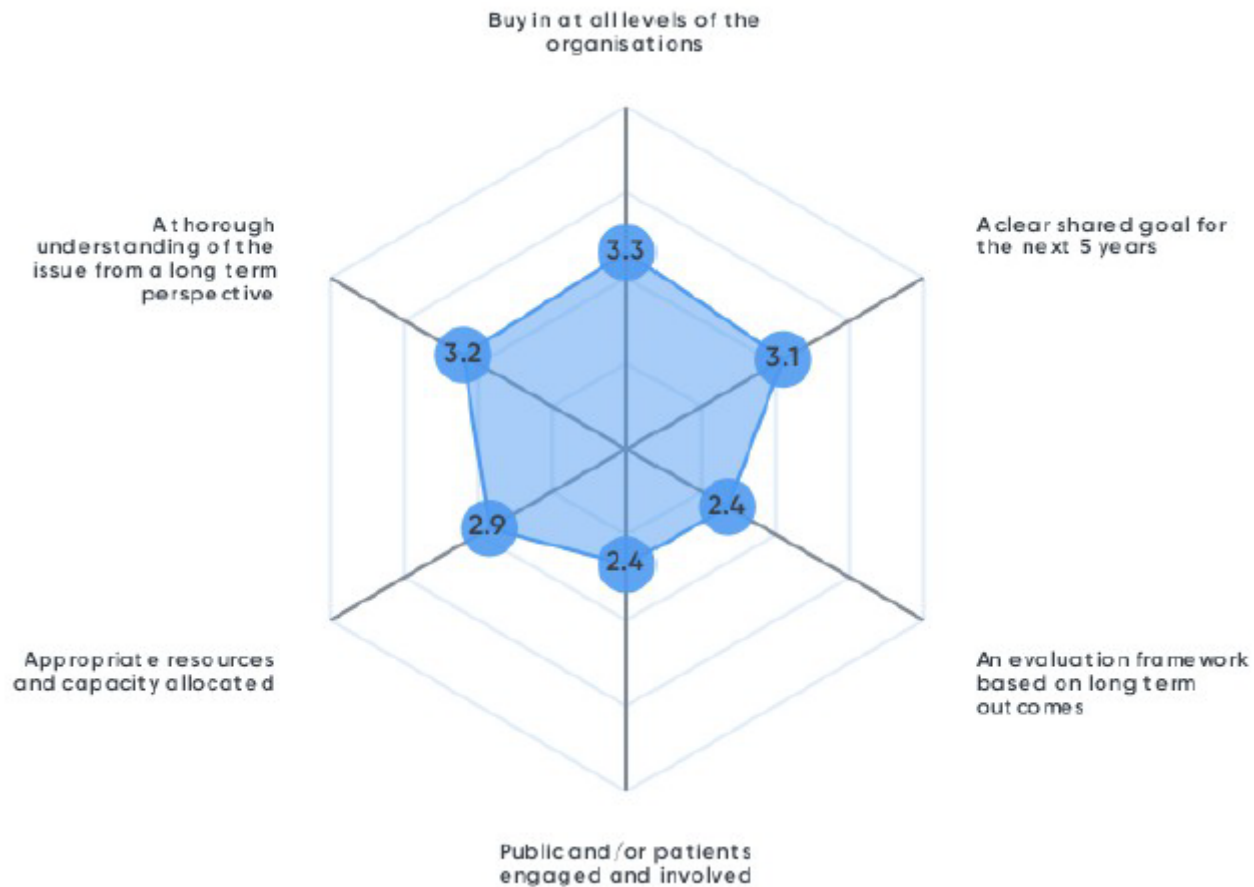 Buy in at all levels of the
organisations
A thorough
understanding of the
issue from a long term
perspective
A clear shared goal for
the next 5 years
3.3
3.2
3.1
2.9
2.4
2.4
Appropriate resources
and capacity allocated
An evaluation framework
based on long term
outcomes
Public and/or patients
engaged and involved